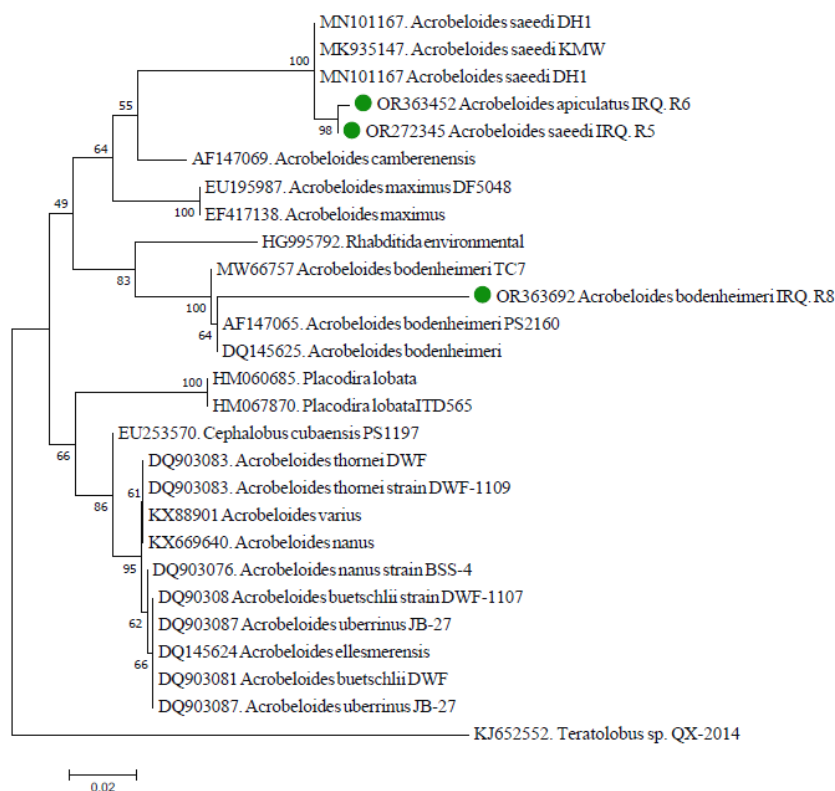 MN101167. Acrobeloides saeedi DH1
MK935147. Acrobeloides saeedi KMW
100
MN101167 Acrobeloides saeedi DH1
55
OR363452 Acrobeloides apiculatus IRQ. R6
98
OR272345 Acrobeloides saeedi IRQ. R5
64
AF147069. Acrobeloides camberenensis
EU195987. Acrobeloides maximus DF5048
49
100
EF417138. Acrobeloides maximus
HG995792. Rhabditida environmental
83
MW66757 Acrobeloides bodenheimeri TC7
OR363692 Acrobeloides bodenheimeri IRQ. R8
100
AF147065. Acrobeloides bodenheimeri PS2160
64
DQ145625. Acrobeloides bodenheimeri
100
HM060685. Placodira lobata
HM067870. Placodira lobataITD565
EU253570. Cephalobus cubaensis PS1197
66
DQ903083. Acrobeloides thornei DWF
61
DQ903083. Acrobeloides thornei strain DWF-1109
86
KX88901 Acrobeloides varius
KX669640. Acrobeloides nanus
95
DQ903076. Acrobeloides nanus strain BSS-4
DQ90308 Acrobeloides buetschlii strain DWF-1107
62
DQ903087 Acrobeloides uberrinus JB-27
DQ145624 Acrobeloides ellesmerensis
66
DQ903081 Acrobeloides buetschlii DWF
DQ903087. Acrobeloides uberrinus JB-27
KJ652552. Teratolobus sp. QX-2014
0.02